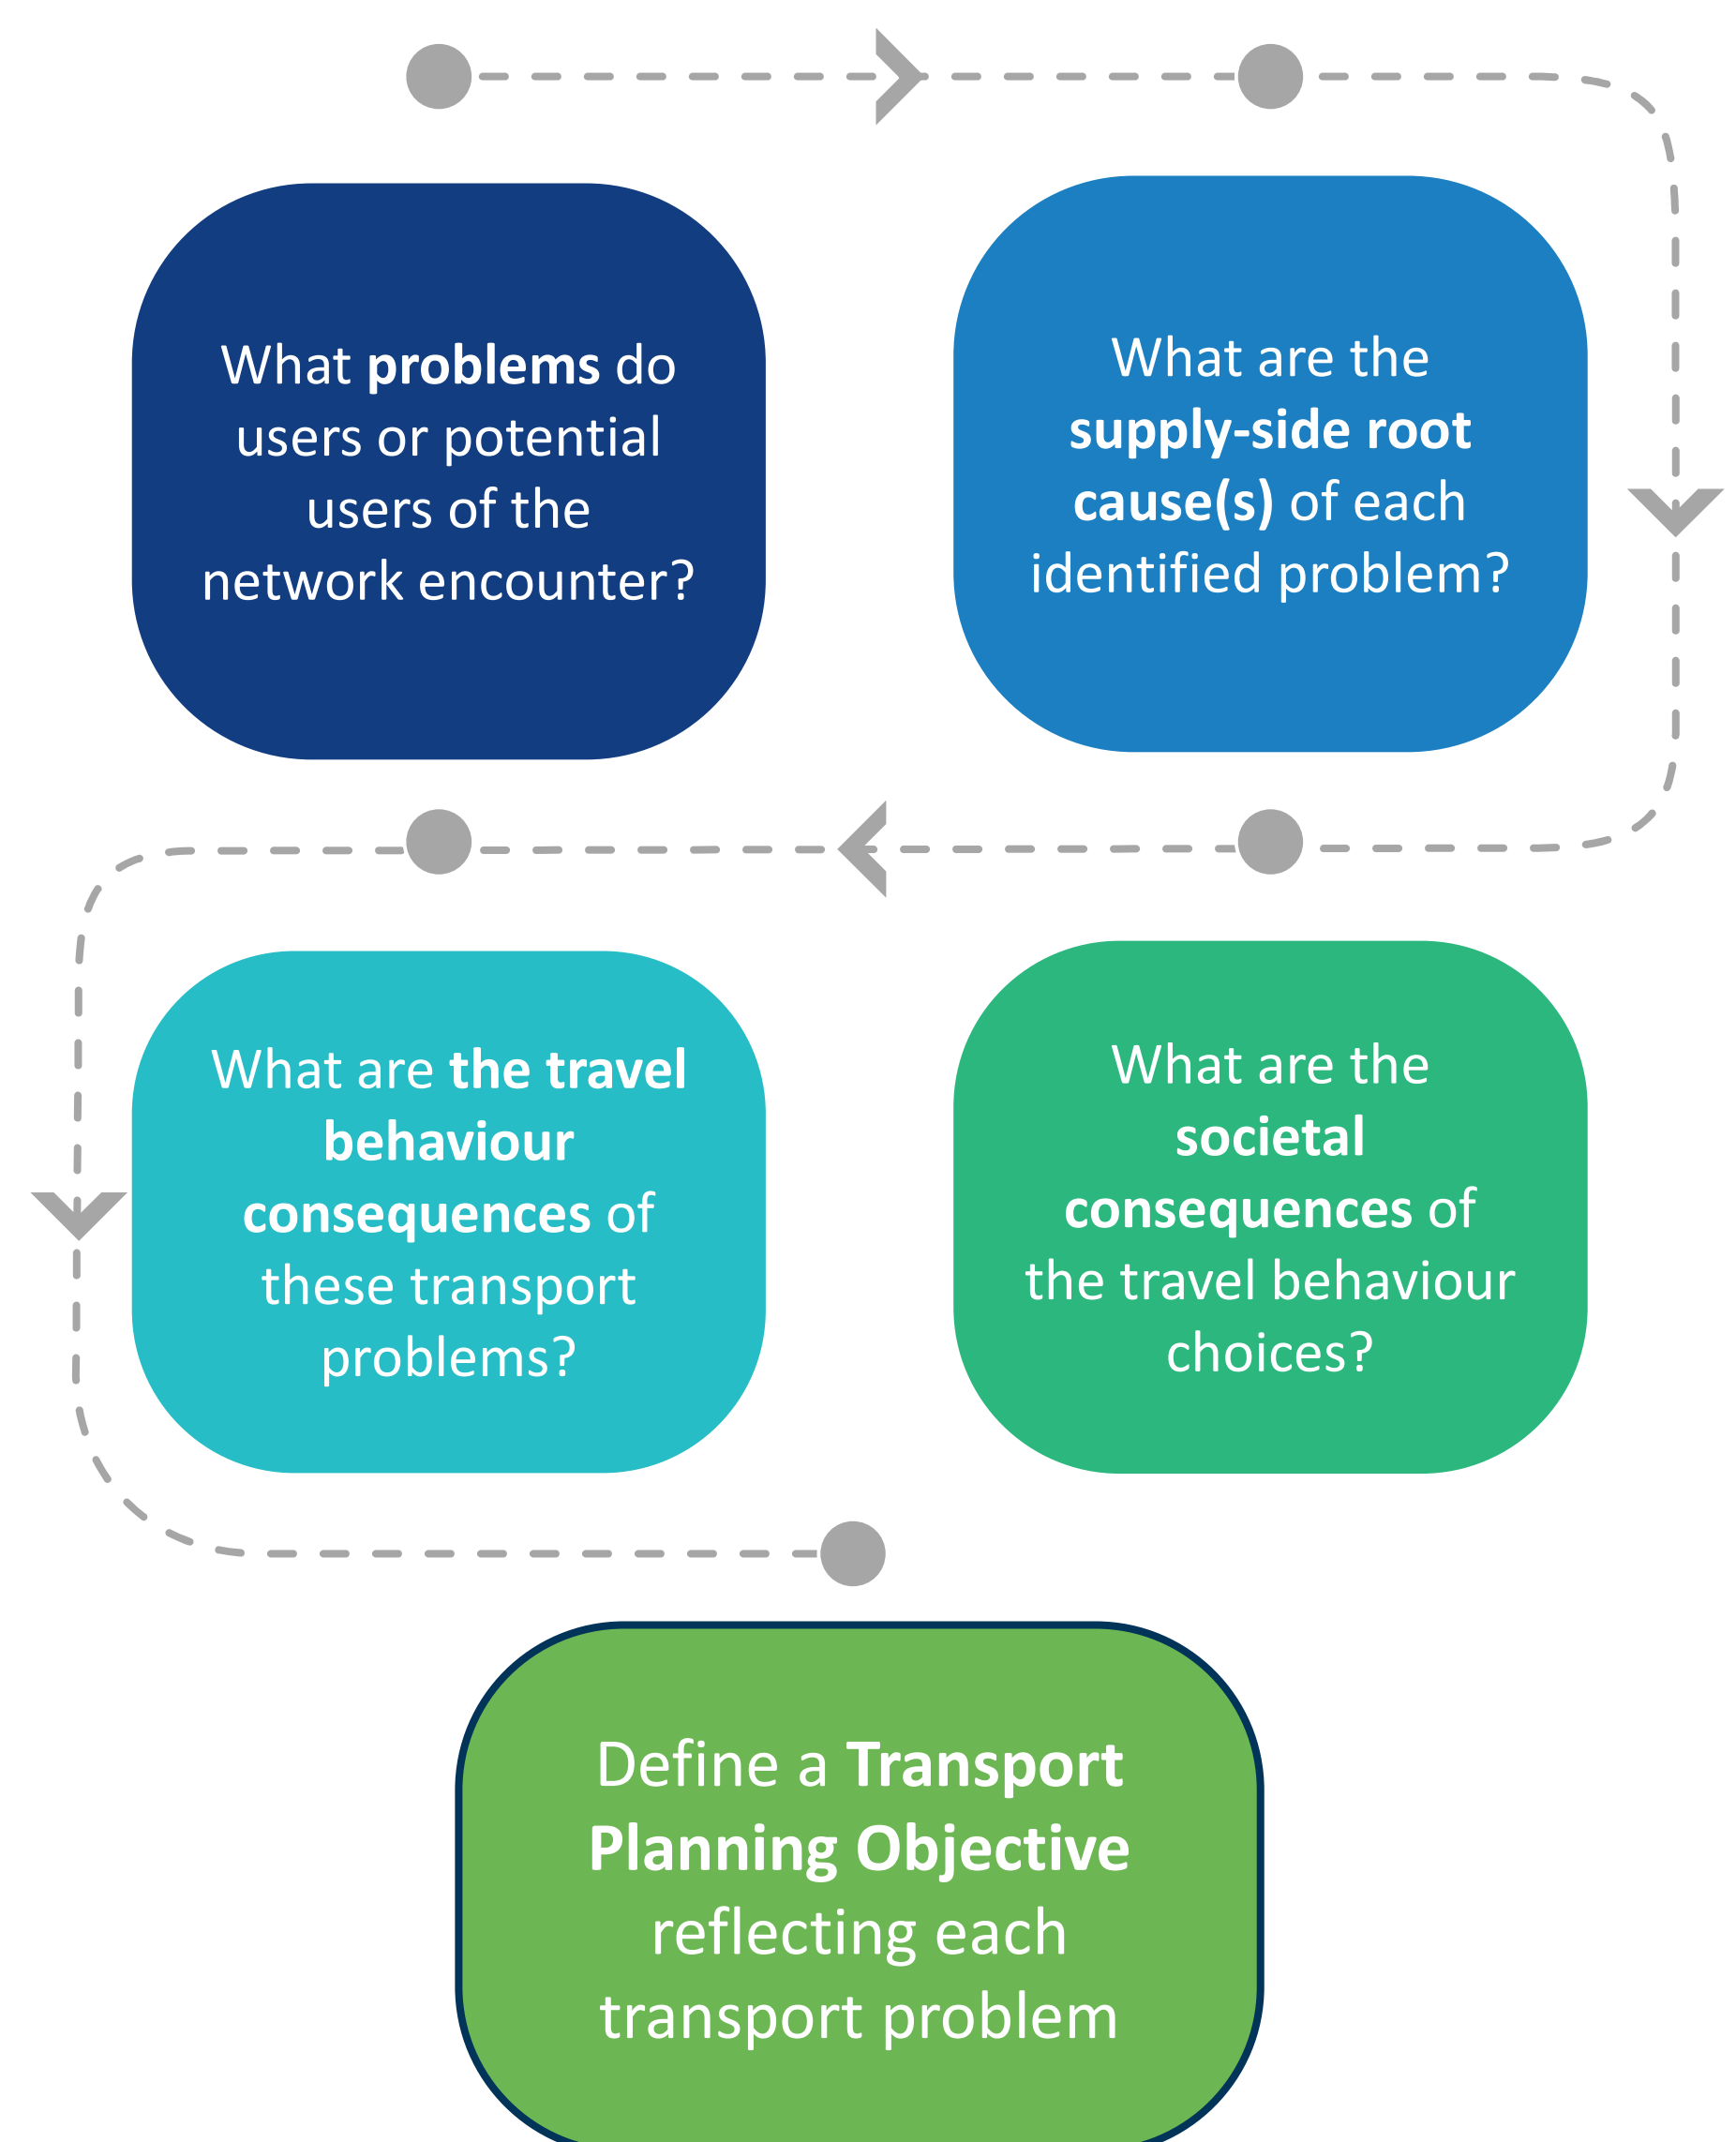 What problems do
users or potential
users of the
network encounter?
What are the
supply-side root
cause(s) of each
identified problem?
What are the
societal
consequences of
the travel behaviour
choices?
What are the travel
behaviour
consequences of
these transport
problems?
Define a Transport
Planning Objective
reflecting each
transport problem